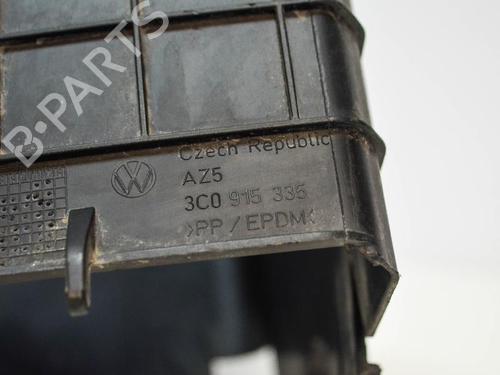 B-PARTS
Czech Republic
AZ5
3C0 915 335
>PP/EPDM<